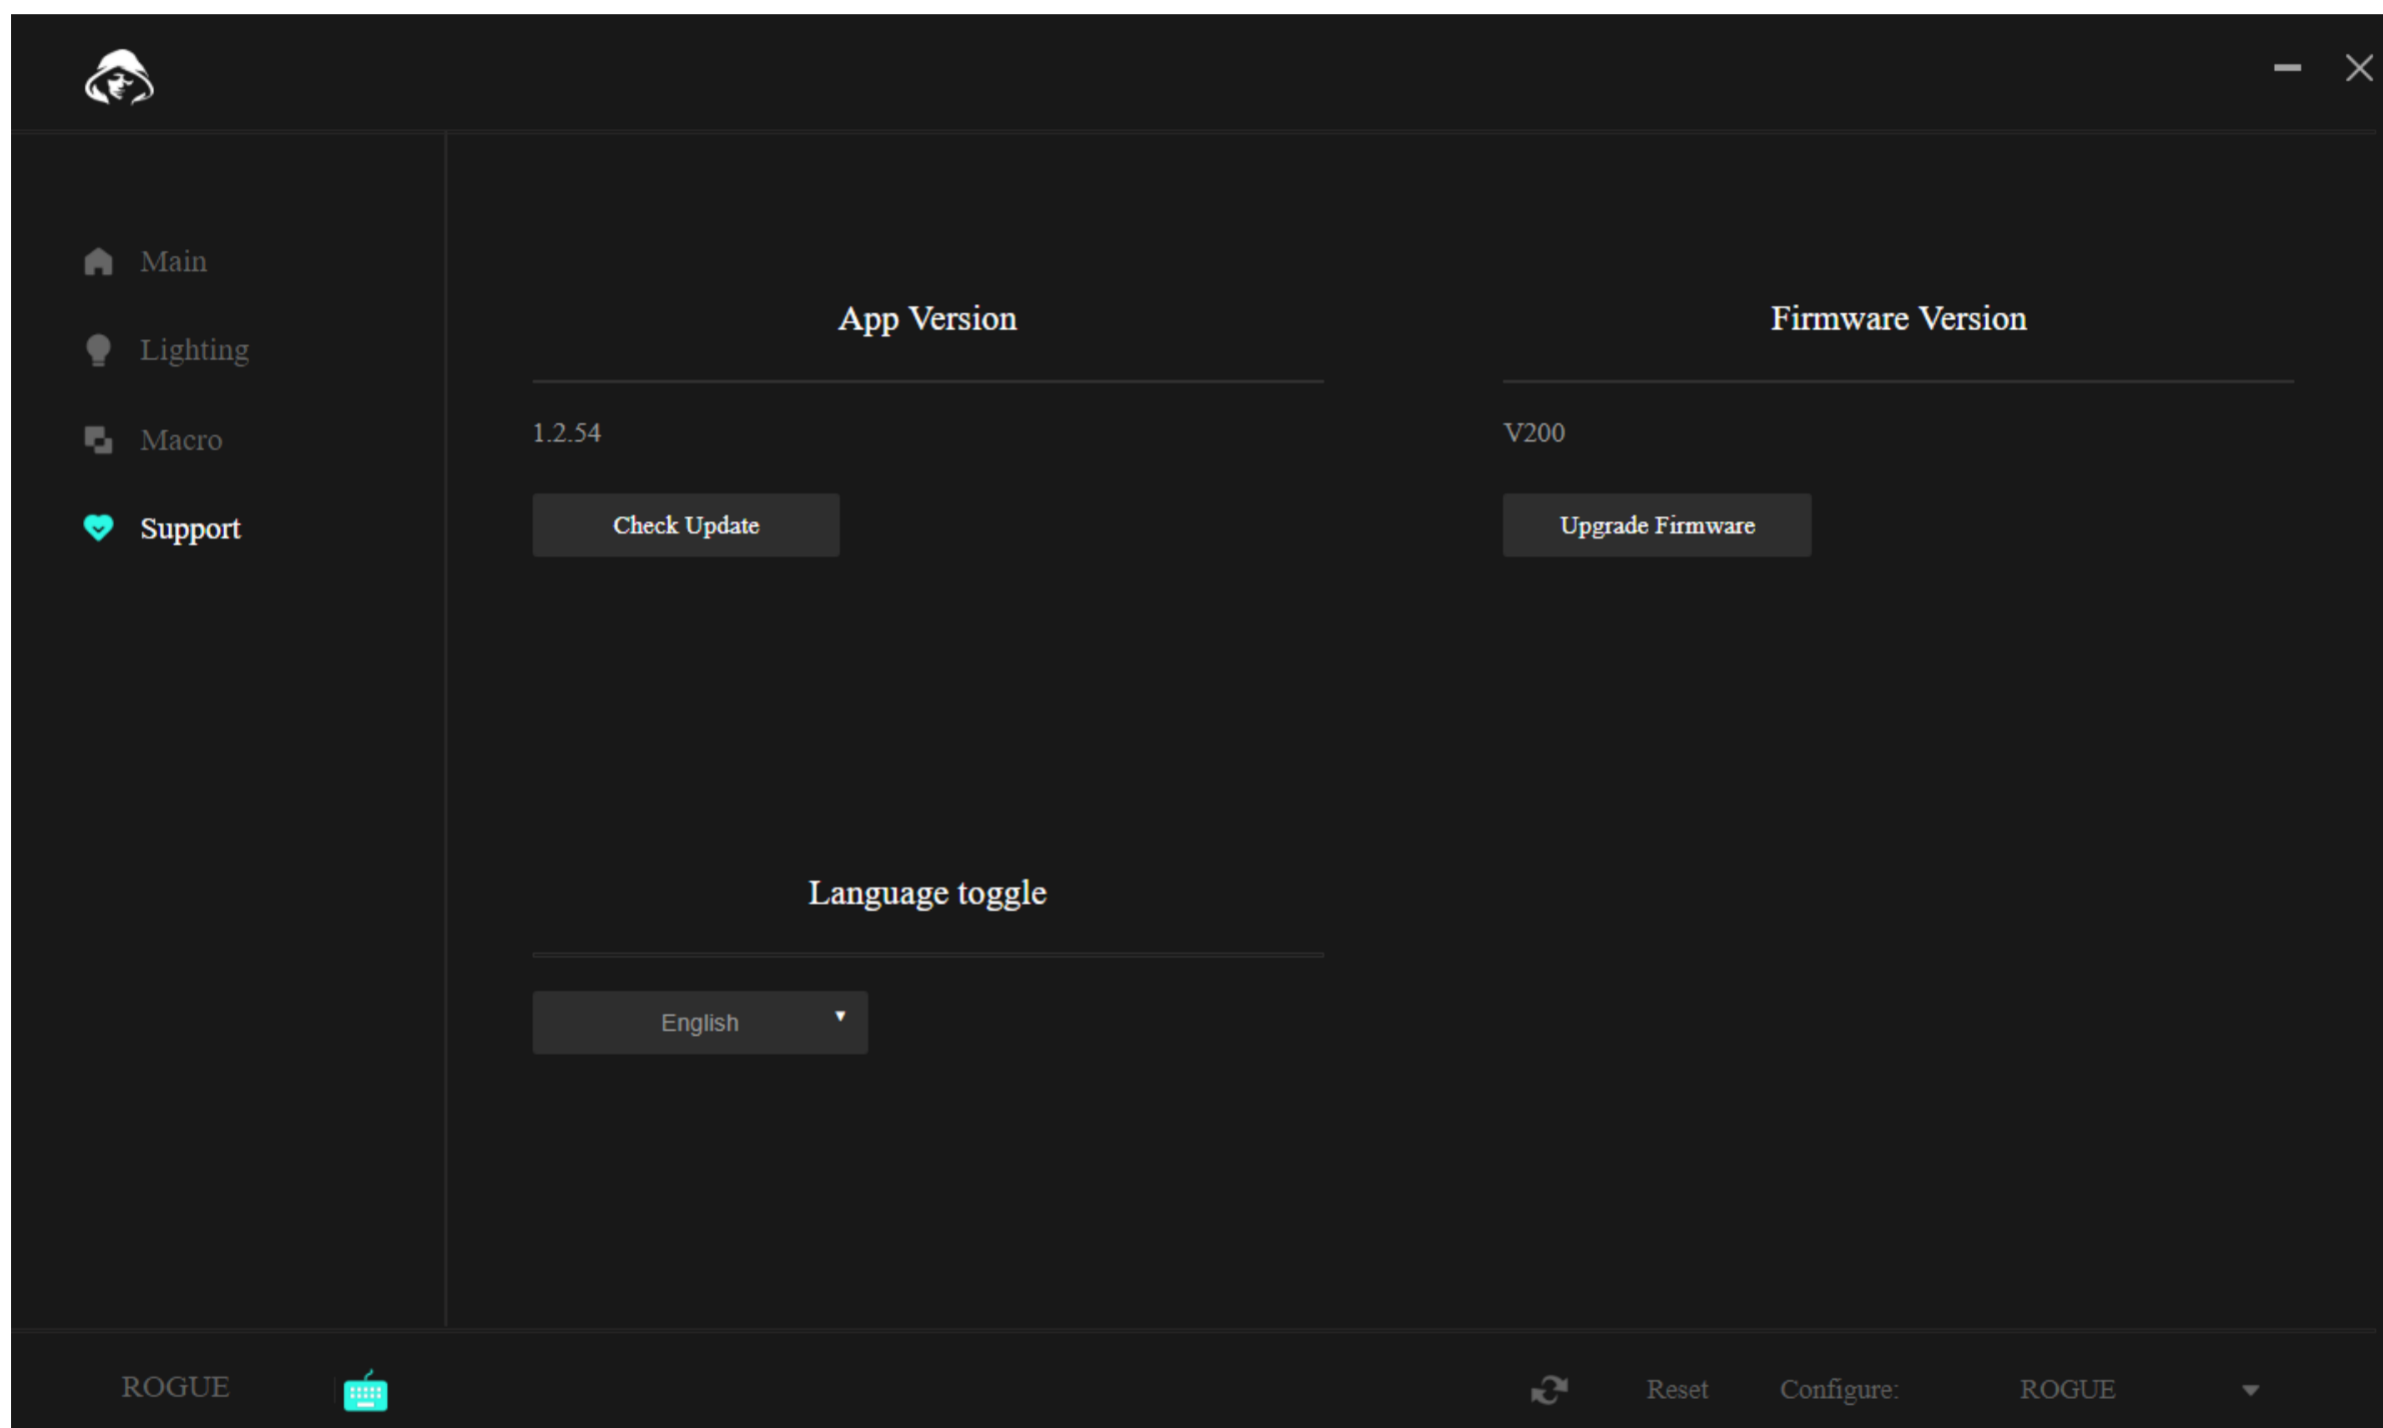 Main
Lighting
Macro
Support
App Version
1.2.54
Check Update
Firmware Version
V200
Upgrade Firmware
Language toggle
English
ROGUE
Reset
Configure:
ROGUE